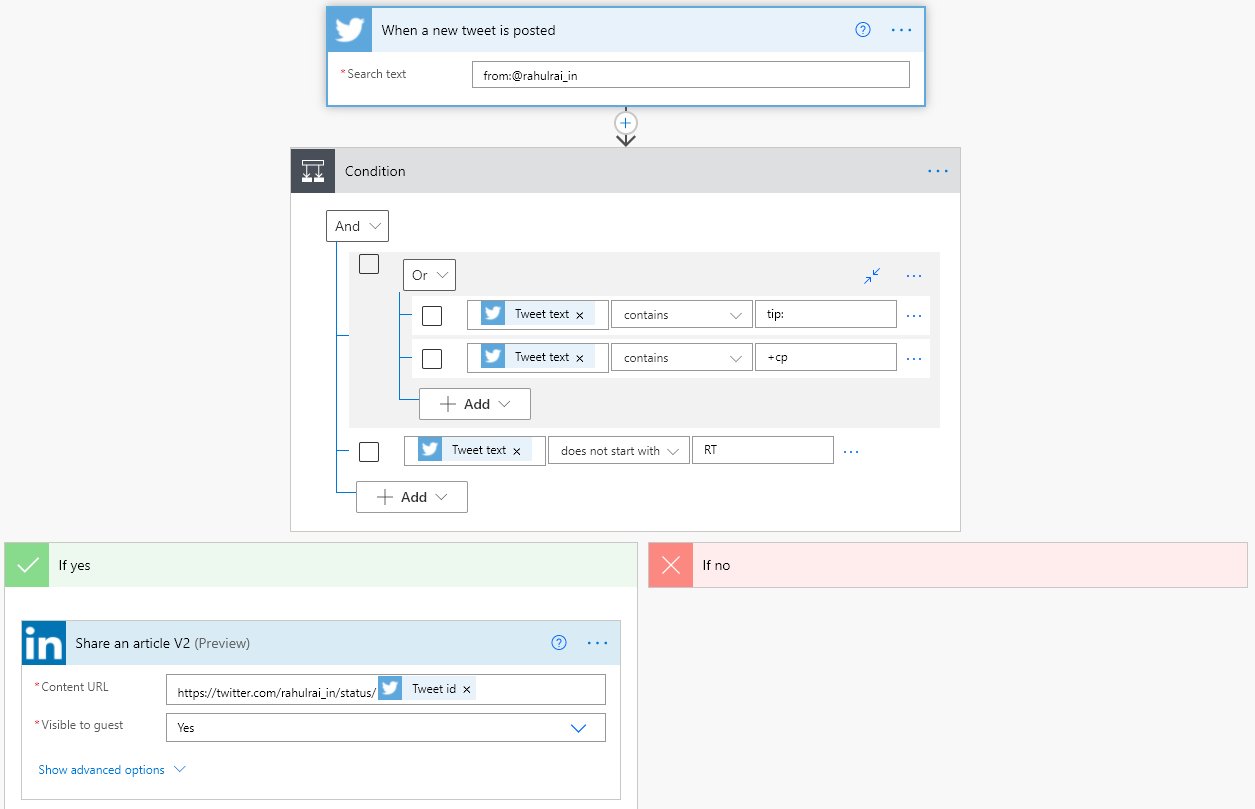 When a new tweet is posted
*Search text from:@rahulrai_in
Condition
And
Or
Tweet text × contains tip:
Tweet text × contains +cp
+ Add
Tweet text × does not start with RT
+ Add
If yes
If no
in Share an article V2 (Preview)
*Content URL https://twitter.com/rahulrai_in/status/ Tweet id ×
*Visible to guest Yes
Show advanced options